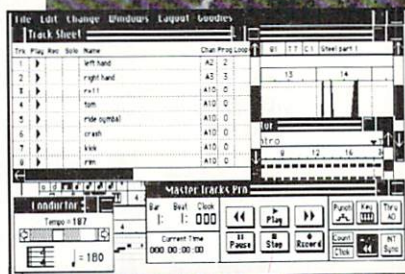 File Edit Change Windows Layout Goodies
Track Sheet
Trk Play Rec Solo Name Chan Prog Loop
1 left hand A2 2
2 right hand A3 3
3 A10 0
4 tom A10 0
5 ride cymbal A10 0
6 crash A10 0
7 kick A10 0
8 rim A10 0
Steel part 1
13 14
8 12 16
Conductor
Tempo = 187
= 180
Master Tracks Pro
Bar Beat Clock
1: 1: 000
Current Time
000 00:00:00
Play
Pause Stop Record
Punch Key Thru
A0
Count
Click
INT
Sync